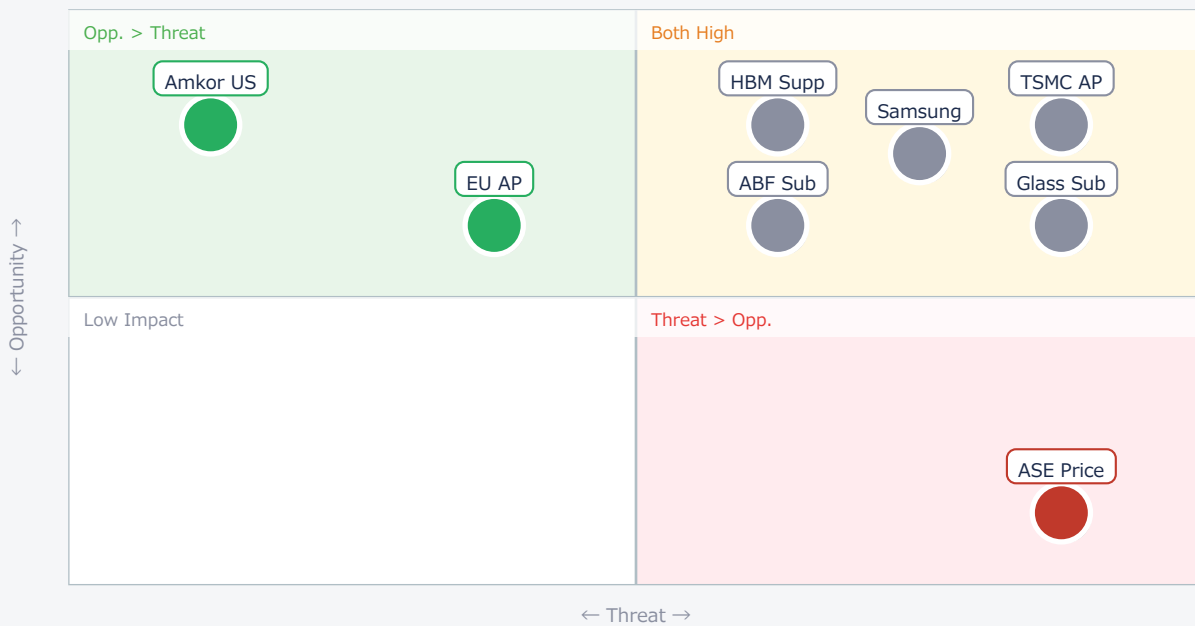 Opp. > Threat
Both High
Amkor US
HBM Supp
TSMC AP
Samsung
EU AP
ABF Sub
Glass Sub
← Opportunity →
Low Impact
Threat > Opp.
ASE Price
← Threat →